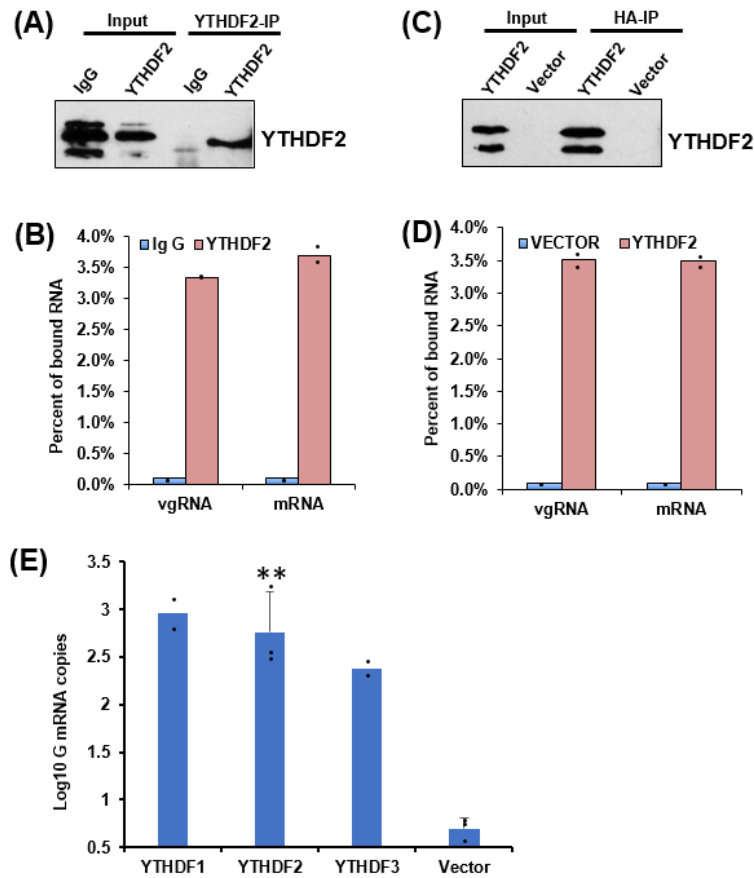 (A)
Input YTHDF2-IP
IgG YTHDF2 IgG YTHDF2
YTHDF2
(C)
Input HA-IP
YTHDF2 Vector YTHDF2 Vector
YTHDF2
(B)
4.0%
3.5%
3.0%
2.5%
2.0%
1.5%
1.0%
0.5%
0.0%
Percent of bound RNA
Ig G YTHDF2
vgRNA mRNA
(D)
4.0%
3.5%
3.0%
2.5%
2.0%
1.5%
1.0%
0.5%
0.0%
Percent of bound RNA
VECTOR YTHDF2
vgRNA mRNA
(E)
3.5
3
2.5
2
1.5
1
0.5
Log10 G mRNA copies
**
YTHDF1 YTHDF2 YTHDF3 Vector